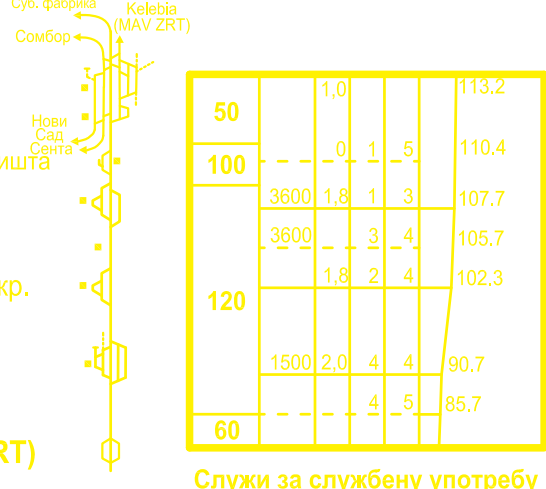 Суб. фабрика
Kelebia
(MAV ZRT)
Сомбор
Нови
Сад
Сента
ишта
кр.
RT)
50 1,0 113.2
100 0 1 5 110.4
3600 1,8 1 3 107.7
3600 3 4 105.7
120 1,8 2 4 102.3
1500 2,0 4 4 90.7
4 5 85.7
60
Служи за службену употребу